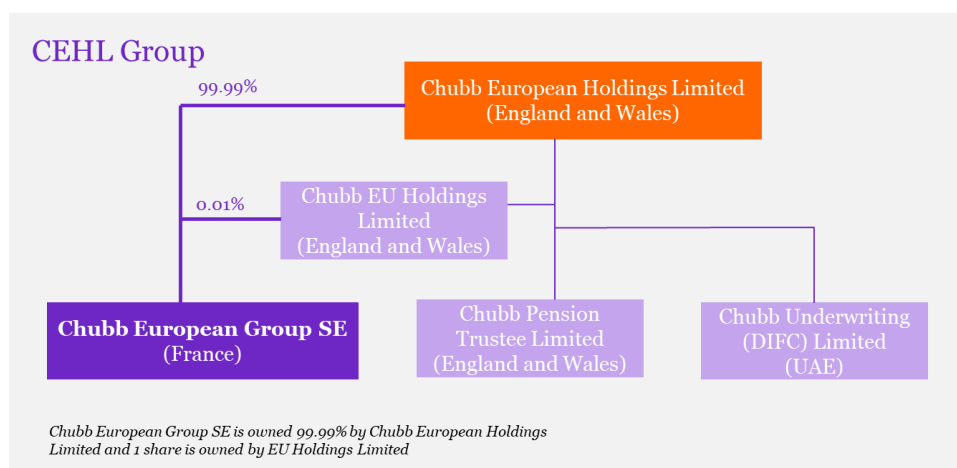 CEHL Group
99.99%
Chubb European Holdings Limited
(England and Wales)
0.01%
Chubb EU Holdings
Limited
(England and Wales)
Chubb European Group SE
(France)
Chubb Pension
Trustee Limited
(England and Wales)
Chubb Underwriting
(DIFC) Limited
(UAE)
Chubb European Group SE is owned 99.99% by Chubb European Holdings
Limited and 1 share is owned by EU Holdings Limited